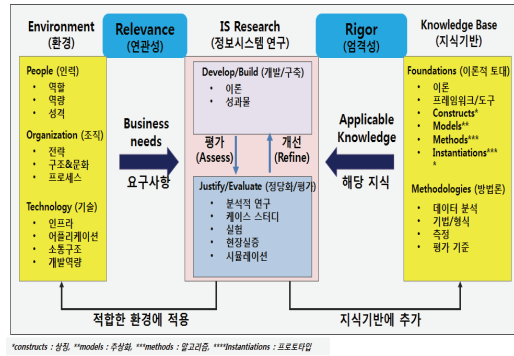 Environment
(환경)
People (인력)
• 역할
• 역량
• 성격
Organization (조직)
• 전략
• 구조&문화
• 프로세스
Technology (기술)
• 인프라
• 어플리케이션
• 소통구조
• 개발역량
Relevance
(연관성)
Business
needs
요구사항
IS Research
(정보시스템 연구)
Develop/Build (개발/구축)
• 이론
• 성과물
평가
(Assess)
개선
(Refine)
Justify/Evaluate (정당화/평가)
• 분석적 연구
• 케이스 스터디
• 실험
• 현장실증
• 시뮬레이션
Rigor
(엄격성)
Applicable
Knowledge
해당 지식
Knowledge Base
(지식기반)
Foundations (이론적 토대)
• 이론
• 프레임워크/도구
• Constructs*
• Models**
• Methods***
• Instantiations***
*
Methodologies (방법론)
• 데이터 분석
• 기법/형식
• 측정
• 평가 기준
적합한 환경에 적용
지식기반에 추가
*constructs : 상징, **models : 추상화, ***methods : 알고리즘, ****Instantiations : 프로토타입